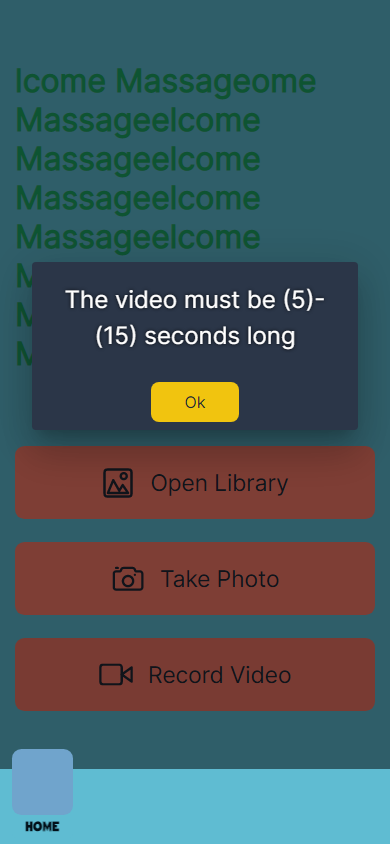 lcome Massageome
Massageelcome
Massageelcome
Massageelcome
Massageelcome
The video must be (5)-
(15) seconds long
Ok
Open Library
Take Photo
Record Video
HOME